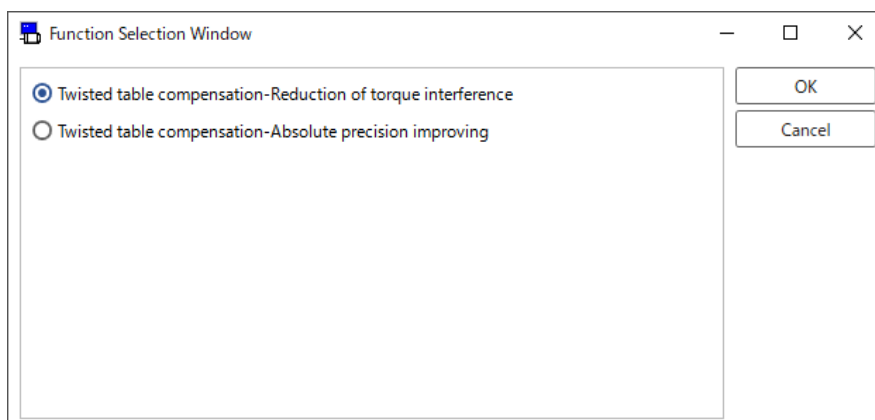 Function Selection Window
Twisted table compensation-Reduction of torque interference
OK
Twisted table compensation-Absolute precision improving
Cancel